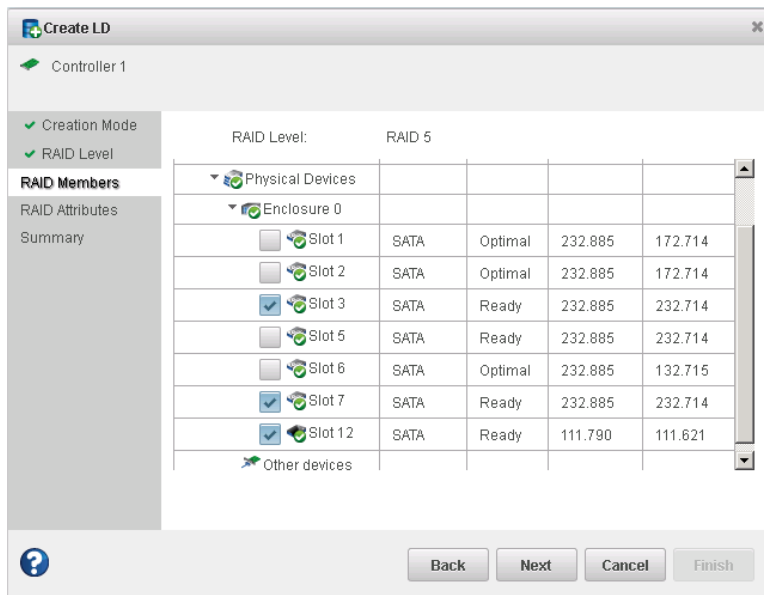 Create LD
Controller 1
Creation Mode
RAID Level
RAID Members
RAID Attributes
Summary
RAID Level: RAID 5
Physical Devices
Enclosure 0
Slot 1 SATA Optimal 232.885 172.714
Slot 2 SATA Optimal 232.885 172.714
Slot 3 SATA Ready 232.885 232.714
Slot 5 SATA Ready 232.885 232.714
Slot 6 SATA Optimal 232.885 132.715
Slot 7 SATA Ready 232.885 232.714
Slot 12 SATA Ready 111.790 111.621
Other devices
? Back Next Cancel Finish